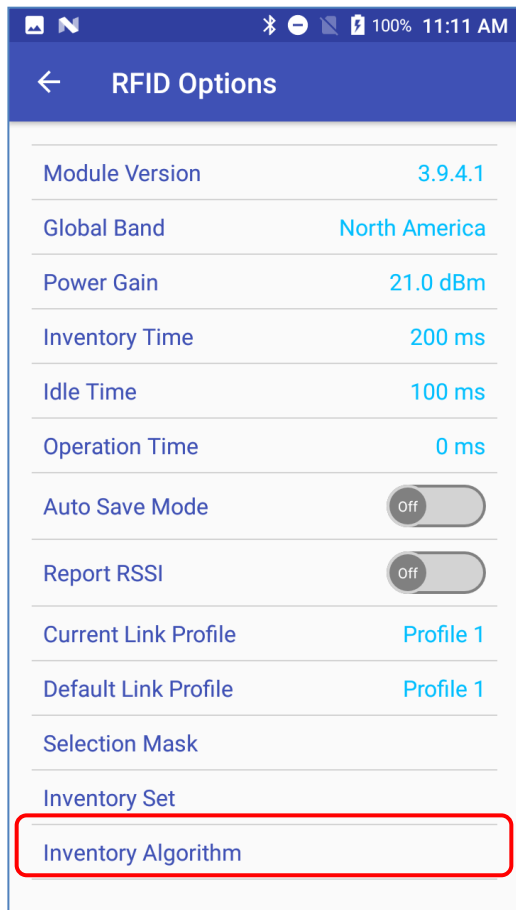 100% 11:11 AM
RFID Options
Module Version 3.9.4.1
Global Band North America
Power Gain 21.0 dBm
Inventory Time 200 ms
Idle Time 100 ms
Operation Time 0 ms
Auto Save Mode Off
Report RSSI Off
Current Link Profile Profile 1
Default Link Profile Profile 1
Selection Mask
Inventory Set
Inventory Algorithm